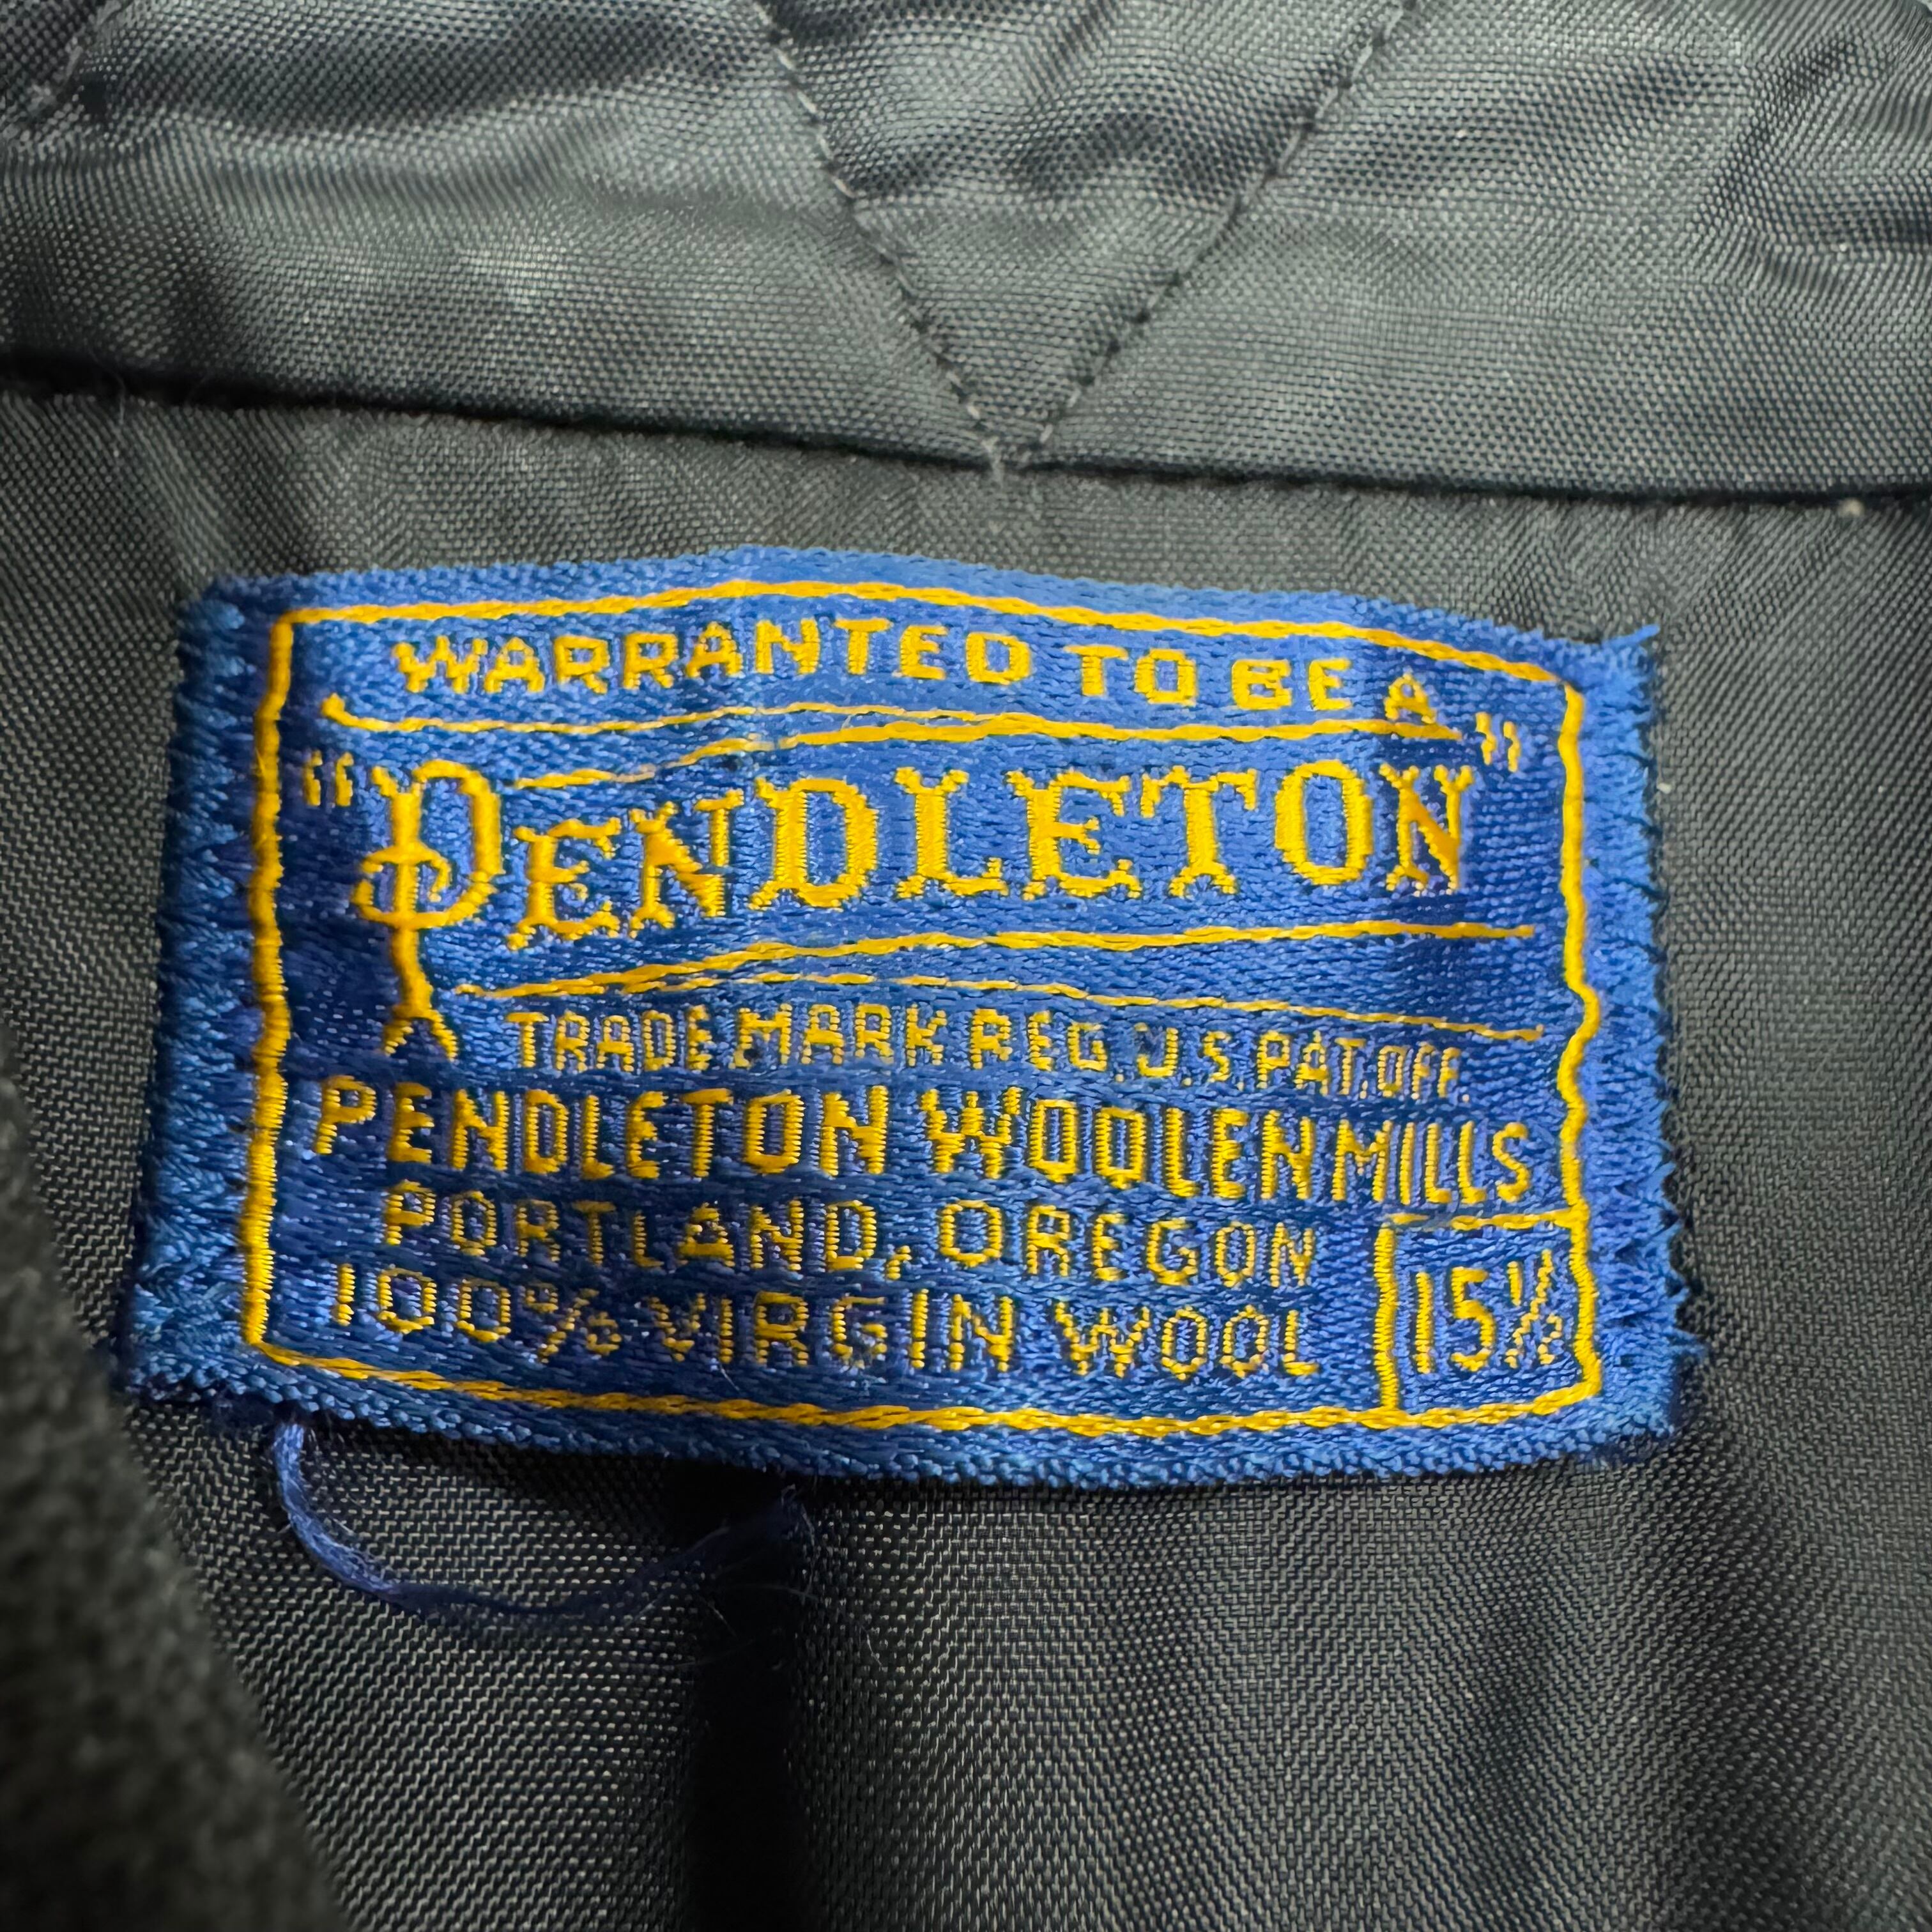 WARRANTED TO BE A
"PENDLETON"
TRADE MARK REG. U.S. PAT. OFF.
PENDLETON WOOLEN MILLS
PORTLAND, OREGON
100% VIRGIN WOOL
15½